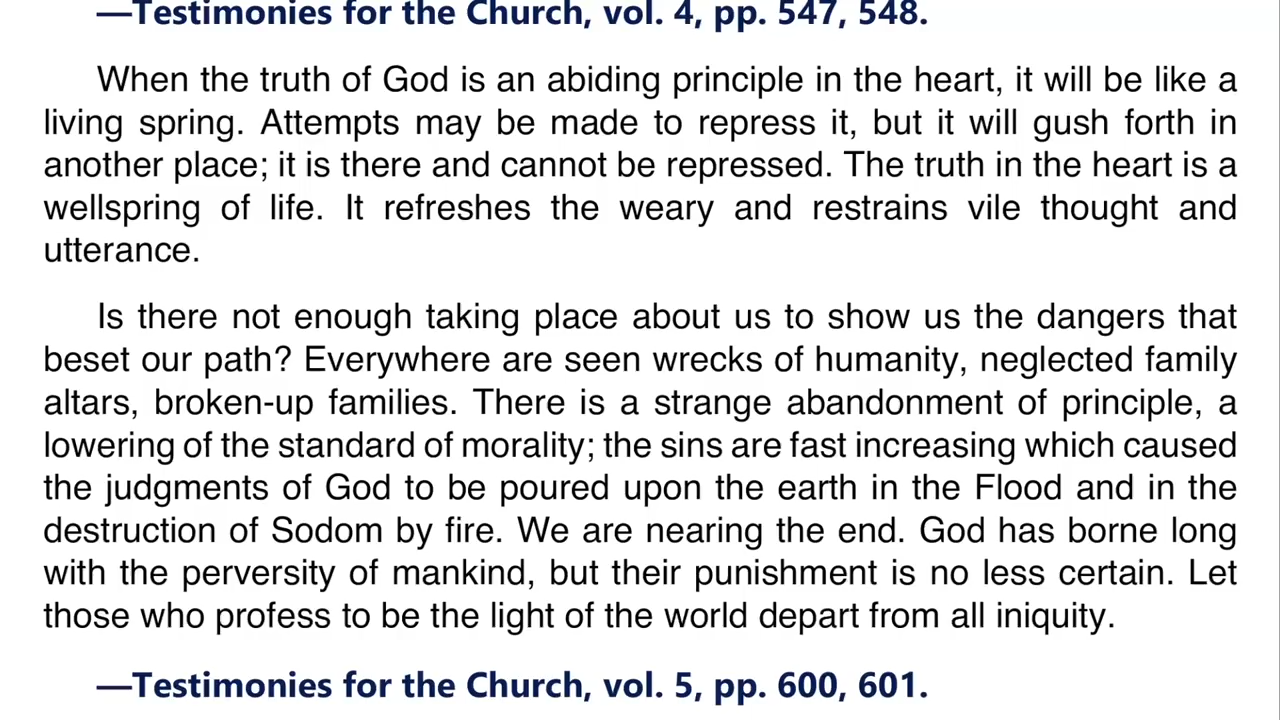 —Testimonies for the Church, vol. 4, pp. 547, 548.
When the truth of God is an abiding principle in the heart, it will be like a
living spring. Attempts may be made to repress it, but it will gush forth in
another place; it is there and cannot be repressed. The truth in the heart is a
wellspring of life. It refreshes the weary and restrains vile thought and
utterance.
Is there not enough taking place about us to show us the dangers that
beset our path? Everywhere are seen wrecks of humanity, neglected family
altars, broken-up families. There is a strange abandonment of principle, a
lowering of the standard of morality; the sins are fast increasing which caused
the judgments of God to be poured upon the earth in the Flood and in the
destruction of Sodom by fire. We are nearing the end. God has borne long
with the perversity of mankind, but their punishment is no less certain. Let
those who profess to be the light of the world depart from all iniquity.
—Testimonies for the Church, vol. 5, pp. 600, 601.